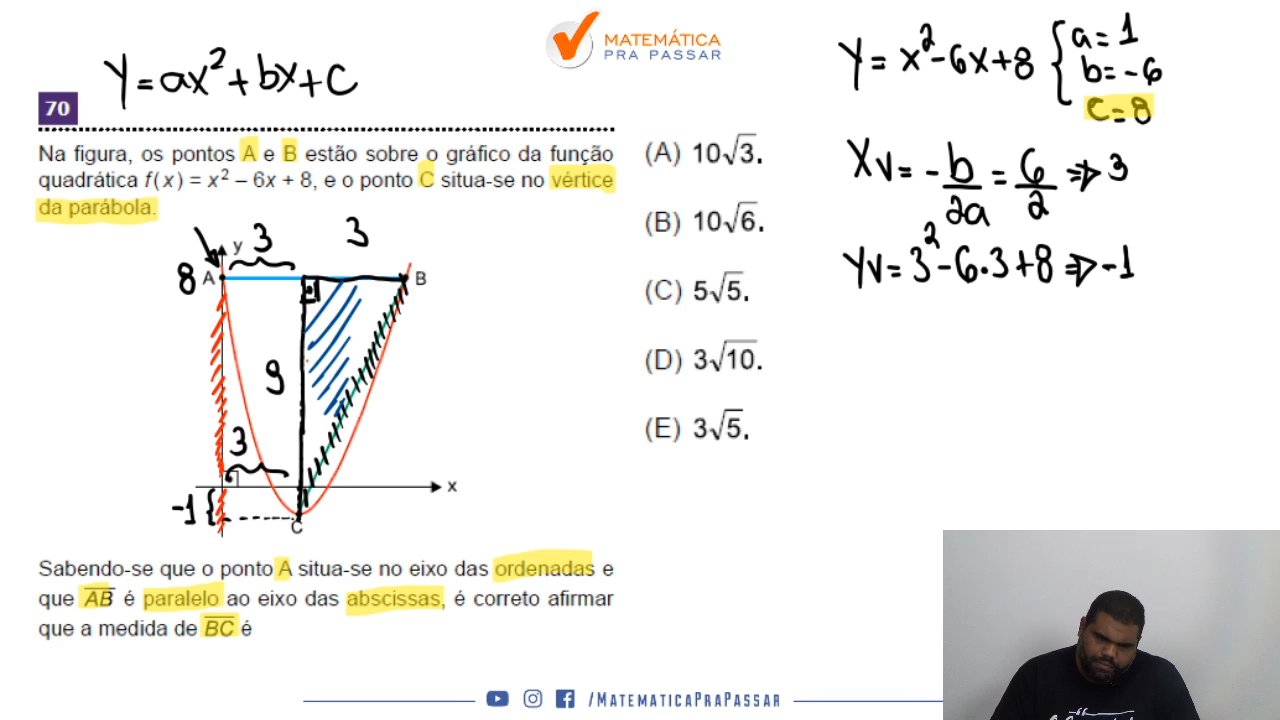 MATEMÁTICA
PRA PASSAR
Y = ax² + bx + c
70
Na figura, os pontos A e B estão sobre o gráfico da função
quadrática f(x) = x² – 6x + 8, e o ponto C situa-se no vértice
da parábola.
3
3
y
8
A
B
9
3
x
-1
C
Sabendo-se que o ponto A situa-se no eixo das ordenadas e
que A̅B̅ é paralelo ao eixo das abscissas, é correto afirmar
que a medida de B̅C̅ é
(A) 10√3.
(B) 10√6.
(C) 5√5.
(D) 3√10.
(E) 3√5.
Y = x² - 6x + 8 { a = 1
b = -6
c = 8
Xv = - b/2a = 6/2 ⇒ 3
Yv = 3² - 6·3 + 8 ⇒ -1
/MATEMATICAPRAPASSAR